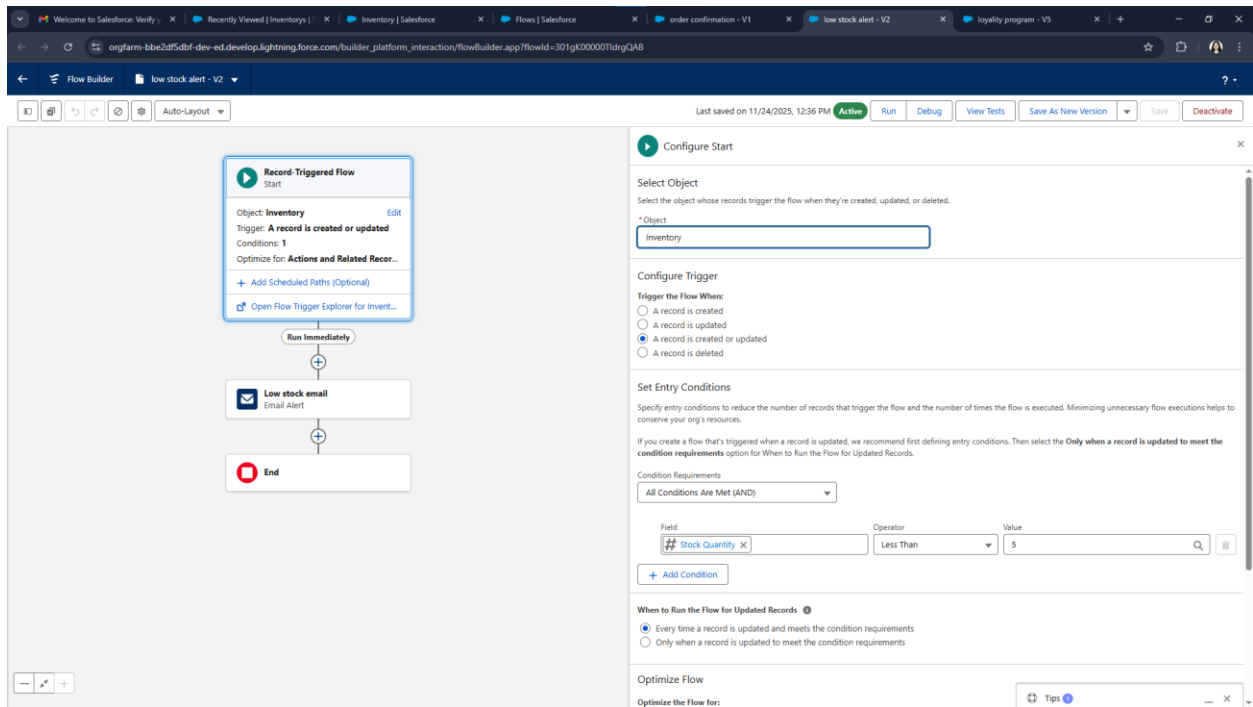 Welcome to Salesforce: Verify y
Recently Viewed | Inventorys | S
Inventory | Salesforce
Flows | Salesforce
order confirmation - V1
low stock alert - V2
loyality program - V5
orgfarm-bbe2df5dbf-dev-ed.develop.lightning.force.com/builder_platform_interaction/flowBuilder.app?flowId=301gK00000TldrgQAB
Flow Builder
low stock alert - V2
?
Auto-Layout
Last saved on 11/24/2025, 12:36 PM
Active
Run
Debug
View Tests
Save As New Version
Save
Deactivate
Record-Triggered Flow
Start
Object: Inventory
Edit
Trigger: A record is created or updated
Conditions: 1
Optimize for: Actions and Related Recor...
+ Add Scheduled Paths (Optional)
Open Flow Trigger Explorer for Invent...
Run Immediately
Low stock email
Email Alert
End
Configure Start
Select Object
Select the object whose records trigger the flow when they're created, updated, or deleted.
*Object
Inventory
Configure Trigger
Trigger the Flow When:
A record is created
A record is updated
A record is created or updated
A record is deleted
Set Entry Conditions
Specify entry conditions to reduce the number of records that trigger the flow and the number of times the flow is executed. Minimizing unnecessary flow executions helps to
conserve your org's resources.
If you create a flow that's triggered when a record is updated, we recommend first defining entry conditions. Then select the Only when a record is updated to meet the
condition requirements option for When to Run the Flow for Updated Records.
Condition Requirements
All Conditions Are Met (AND)
Field
Operator
Value
Stock Quantity
Less Than
5
+ Add Condition
When to Run the Flow for Updated Records
Every time a record is updated and meets the condition requirements
Only when a record is updated to meet the condition requirements
Optimize Flow
Optimize the Flow for:
Tips 1